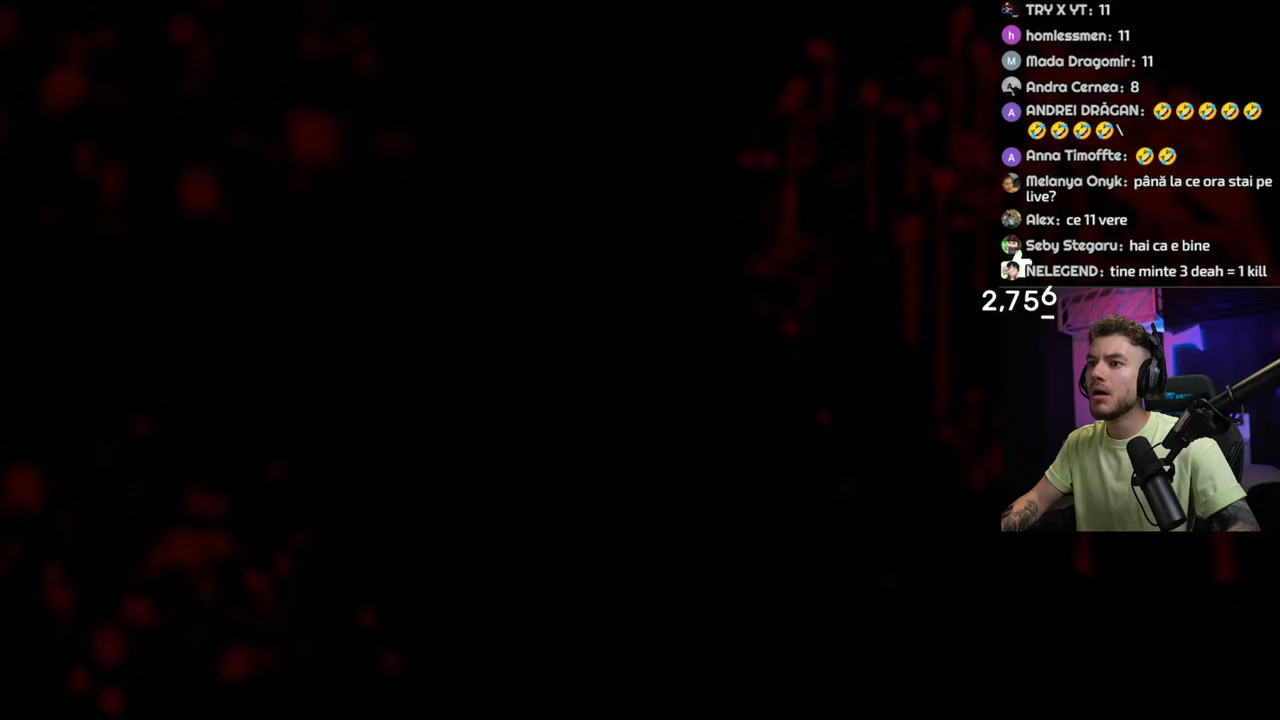 TRY X YT: 11
h homlessmen: 11
M Mada Dragomir: 11
Andra Cernea: 8
A ANDREI DRĂGAN: 🤣🤣🤣🤣🤣
🤣🤣🤣🤣\
A Anna Timoffte: 🤣🤣
Melanya Onyk: până la ce ora stai pe
live?
Alex: ce 11 vere
Seby Stegaru: hai ca e bine
NELEGEND: tine minte 3 deah = 1 kill
2,756